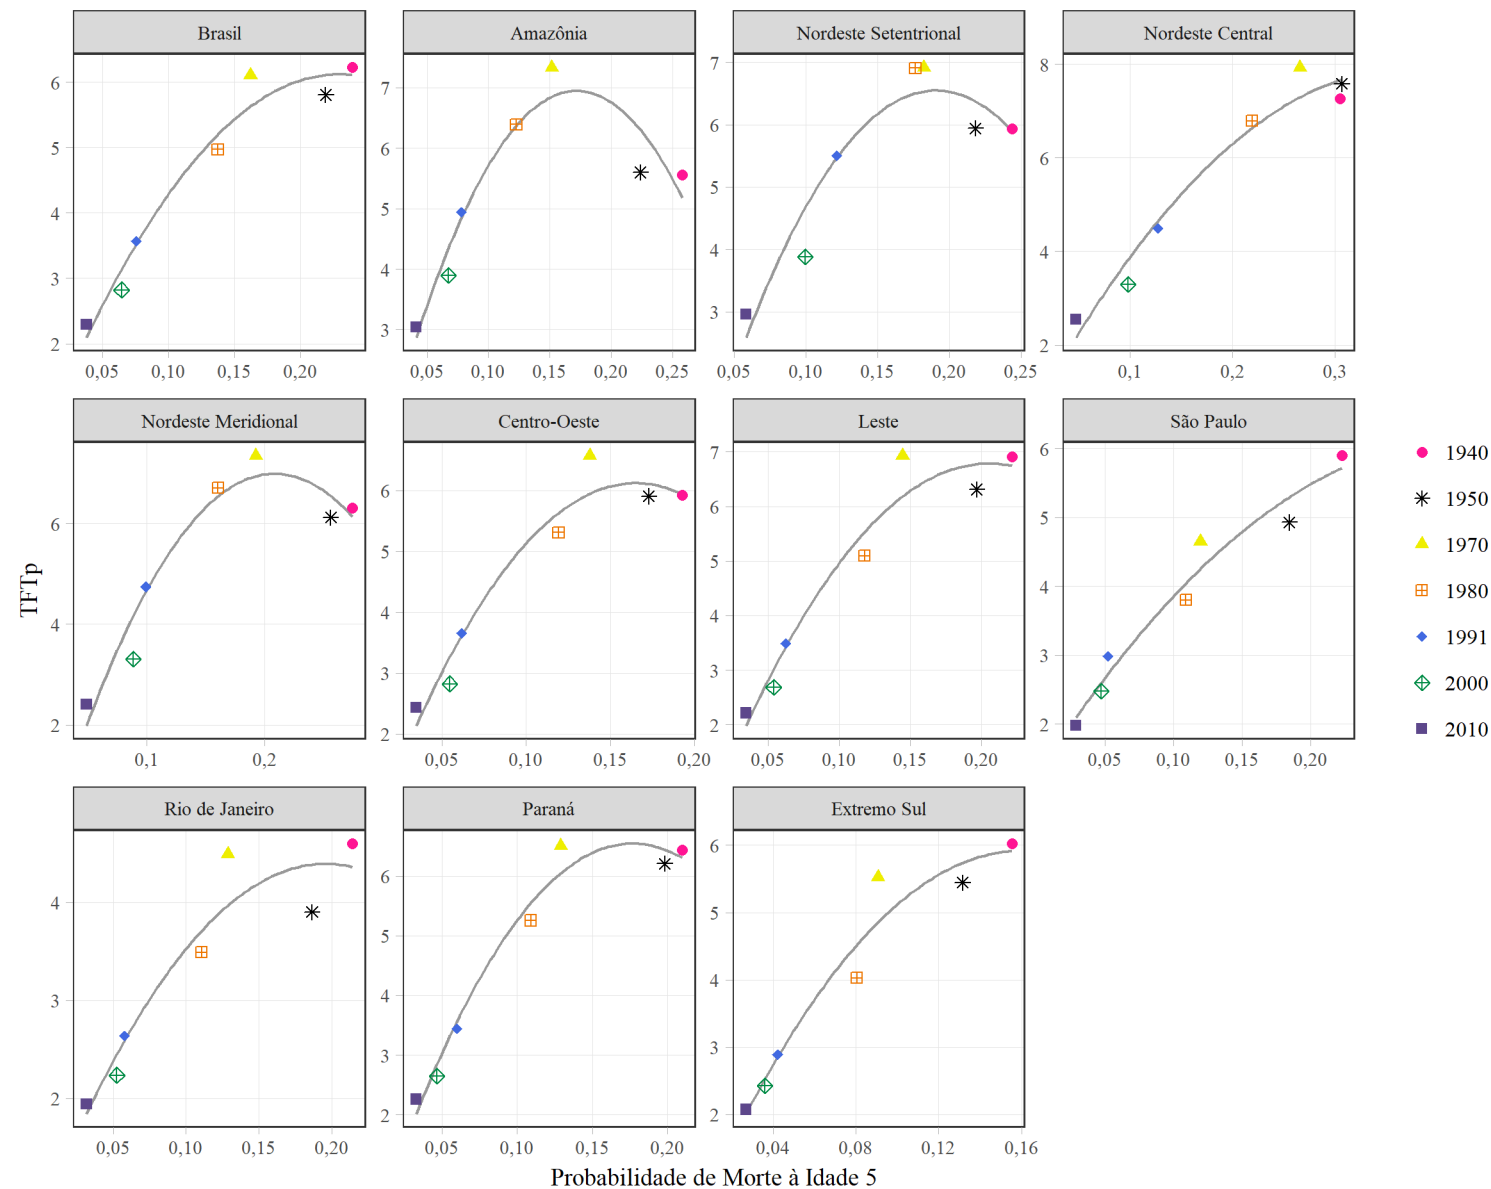 Brasil
Amazônia
Nordeste Setentrional
Nordeste Central
6
5
4
3
2
0,05 0,10 0,15 0,20
7
6
5
4
3
0,05 0,10 0,15 0,20 0,25
7
6
5
4
3
0,05 0,10 0,15 0,20 0,25
8
6
4
2
0,1 0,2 0,3
Nordeste Meridional
Centro-Oeste
Leste
São Paulo
6
4
2
0,1 0,2
6
5
4
3
2
0,05 0,10 0,15 0,20
7
6
5
4
3
2
0,05 0,10 0,15 0,20
6
5
4
3
2
0,05 0,10 0,15 0,20
Rio de Janeiro
Paraná
Extremo Sul
4
3
2
0,05 0,10 0,15 0,20
6
5
4
3
2
0,05 0,10 0,15 0,20
6
5
4
3
2
0,04 0,08 0,12 0,16
TFTp
Probabilidade de Morte à Idade 5
1940
1950
1970
1980
1991
2000
2010